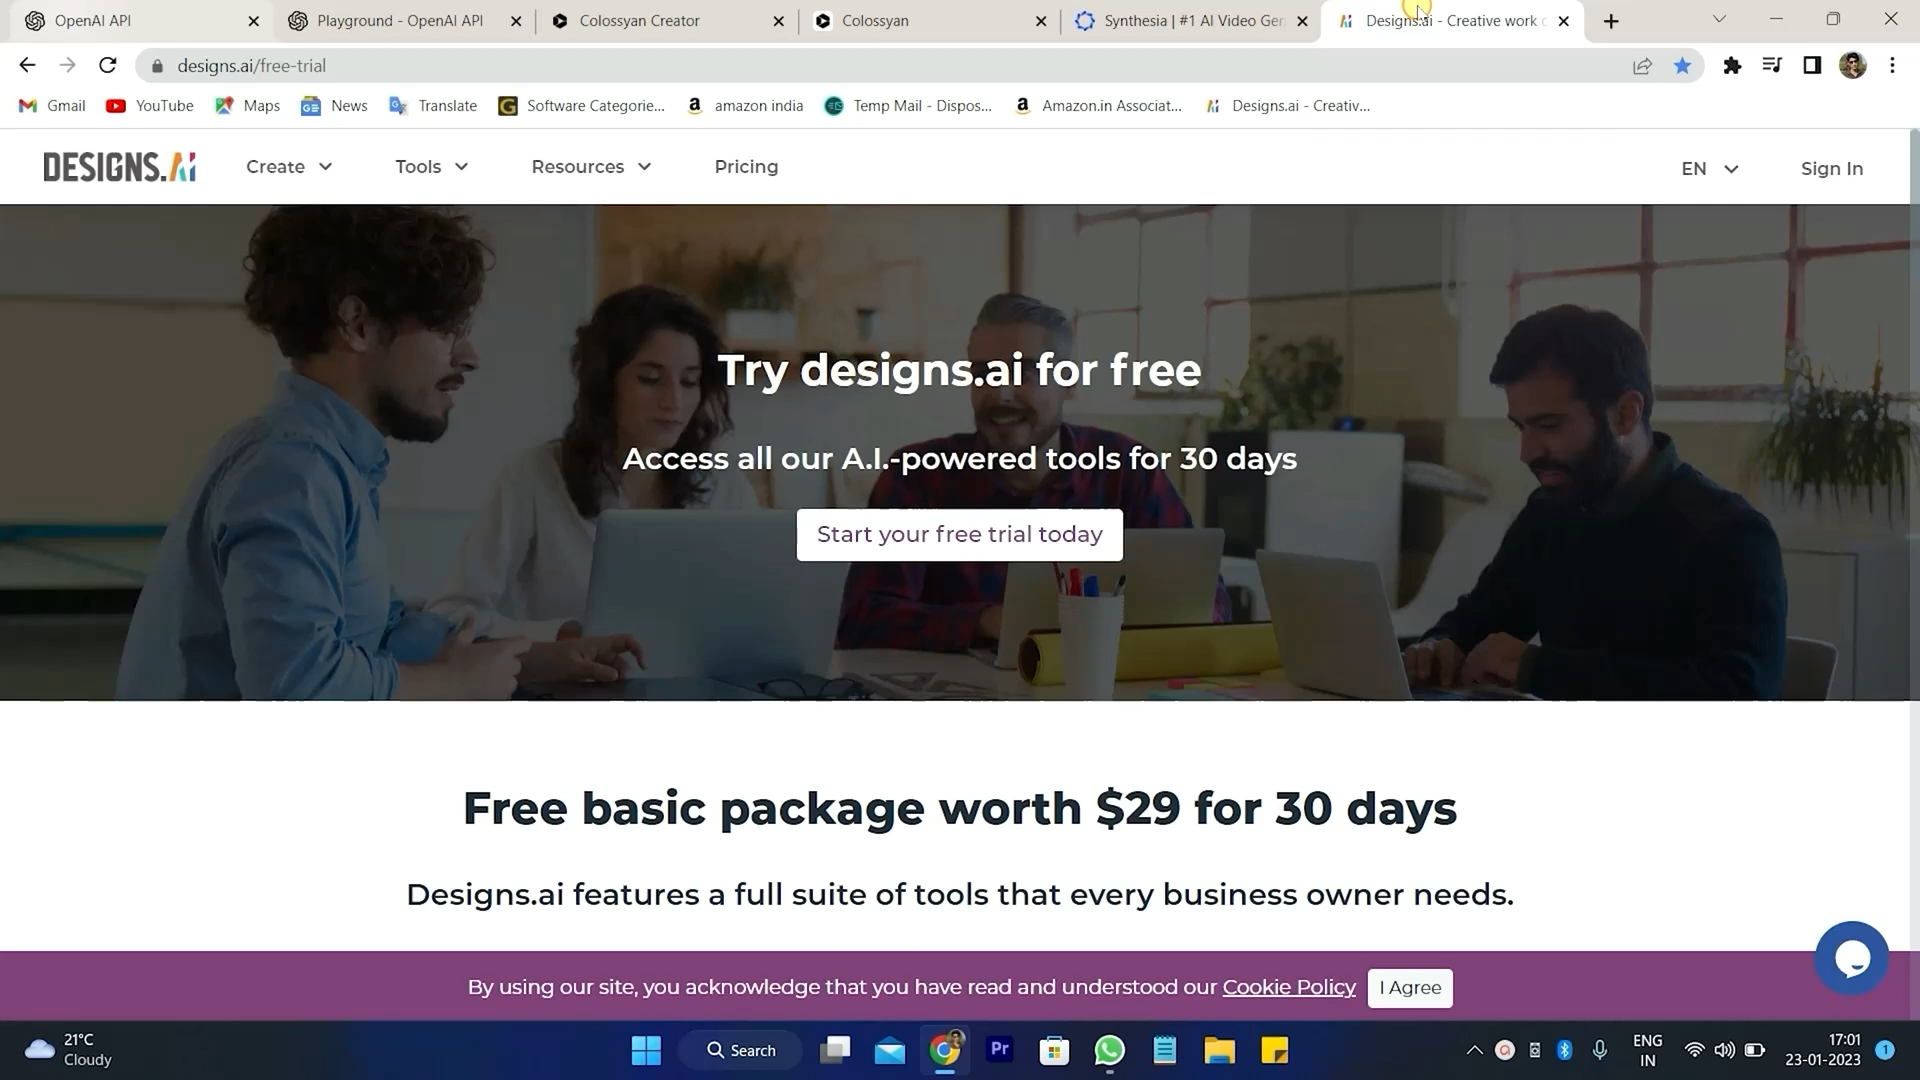 OpenAI API
Playground - OpenAI API
Colossyan Creator
Colossyan
Synthesia | #1 AI Video Gen
Designs.ai - Creative work o
designs.ai/free-trial
Gmail
YouTube
Maps
News
Translate
Software Categorie...
amazon india
Temp Mail - Dispos...
Amazon.in Associat...
Designs.ai - Creativ...
DESIGNS.Ai
Create
Tools
Resources
Pricing
EN
Sign In
Try designs.ai for free
Access all our A.I.-powered tools for 30 days
Start your free trial today
Free basic package worth $29 for 30 days
Designs.ai features a full suite of tools that every business owner needs.
By using our site, you acknowledge that you have read and understood our Cookie Policy
I Agree
21°C
Cloudy
Search
Pr
ENG
IN
17:01
23-01-2023
1